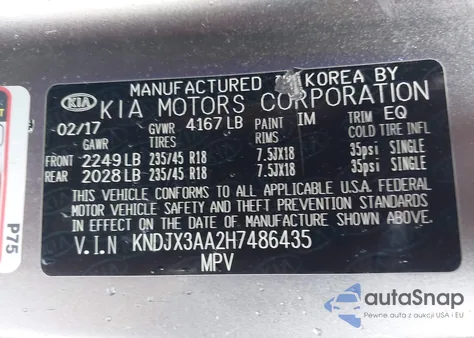 MANUFACTURED IN KOREA BY
KIA KIA MOTORS CORPORATION
02/17 GVWR 4167 LB PAINT IM TRIM EQ
GAWR TIRES RIMS COLD TIRE INFL
FRONT 2249 LB 235/45 R18 7.5JX18 35psi SINGLE
REAR 2028 LB 235/45 R18 7.5JX18 35psi SINGLE
THIS VEHICLE CONFORMS TO ALL APPLICABLE U.S.A. FEDERAL
MOTOR VEHICLE SAFETY AND THEFT PREVENTION
STANDARDS IN EFFECT ON THE DATE OF
MANUFACTURE SHOWN ABOVE.
V.I.N KNDJX3AA2H7486435
MPV
P75
autoSnap
Pewne auta z aukcji USA i EU